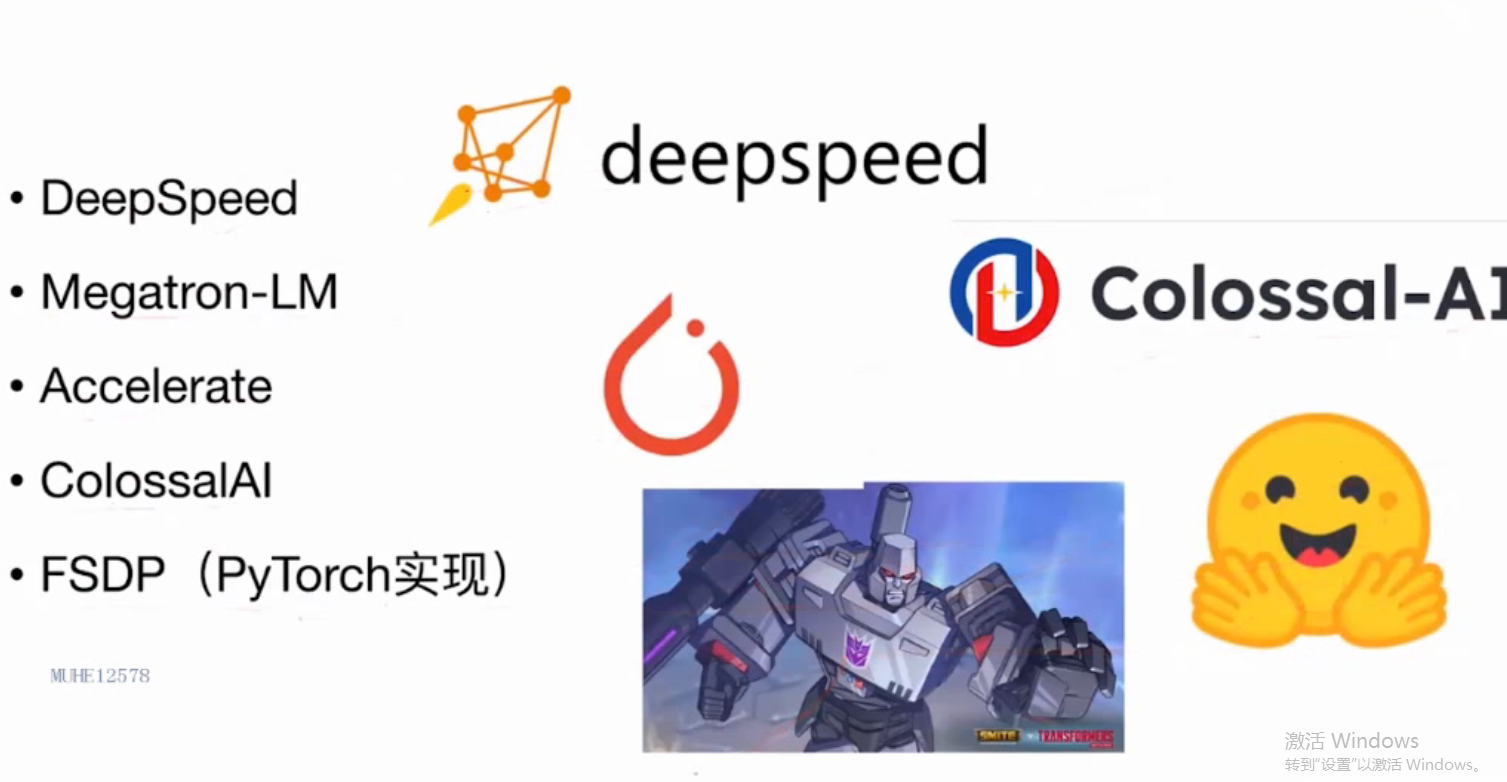 deepspeed
• DeepSpeed
Colossal-AI
• Megatron-LM
• Accelerate
• ColossalAI
• FSDP（PyTorch实现）
MUHE12578
SMITE TRANSFORMERS
激活 Windows
转到"设置"以激活 Windows。